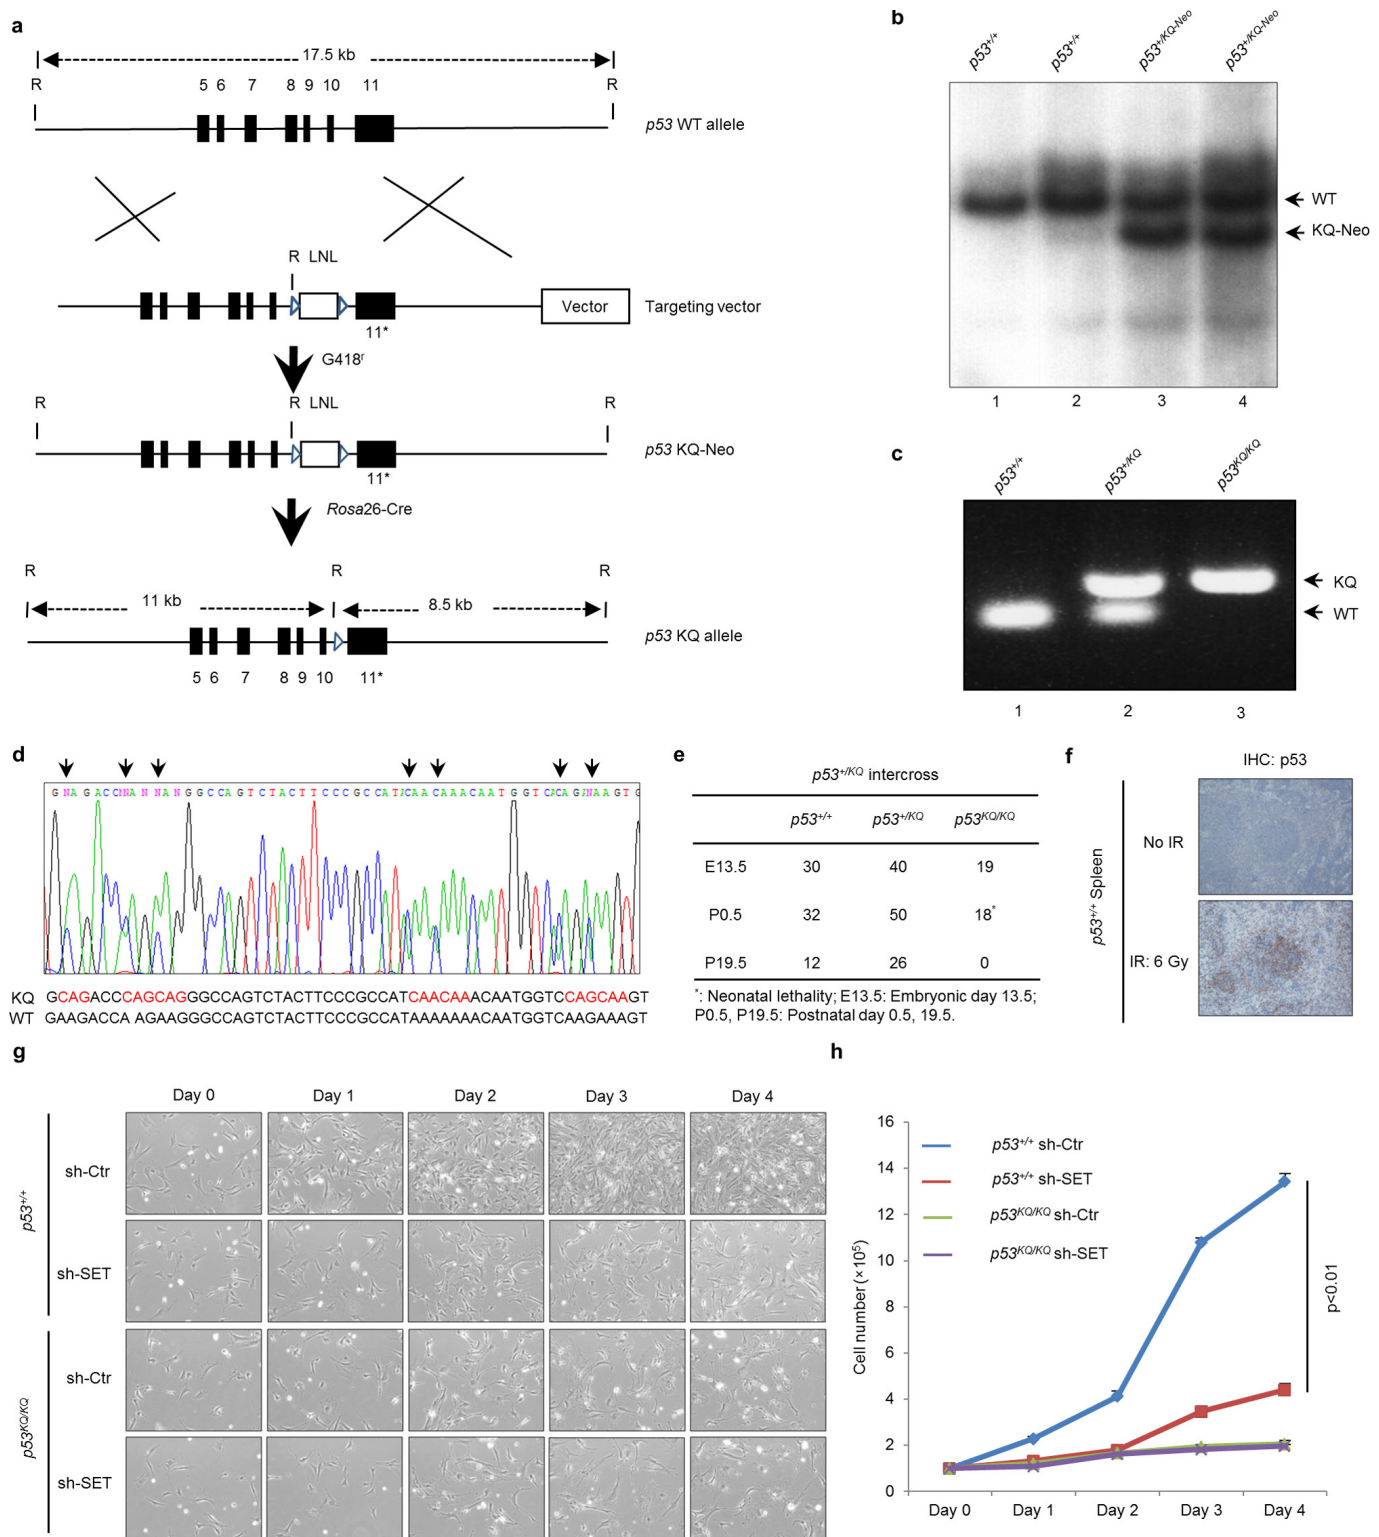 a
17.5 kb
R 5 6 7 8 9 10 11 R
p53 WT allele
R LNL
Vector
Targeting vector
11*
G418r
R R LNL R
p53 KQ-Neo
11*
Rosa26-Cre
R R R
11 kb 8.5 kb
p53 KQ allele
5 6 7 8 9 10 11*
b
p53+/+ p53+/+ p53+/KQ-Neo p53+/KQ-Neo
WT
KQ-Neo
1 2 3 4
c
p53+/+ p53+/KQ p53KQ/KQ
KQ
WT
1 2 3
d
KQ GCAGACCCAGCAGGGCCAGTCTACTTCCCGCCATCAACAAACAATGGTCCAGCAAGT
WT GAAGACCA AGAAGGGCCAGTCTACTTCCCGCCATAAAAAAACAATGGTCAAGAAAGT
e
p53+/KQ intercross
p53+/+ p53+/KQ p53KQ/KQ
E13.5 30 40 19
P0.5 32 50 18*
P19.5 12 26 0
*: Neonatal lethality; E13.5: Embryonic day 13.5;
P0.5, P19.5: Postnatal day 0.5, 19.5.
f
IHC: p53
p53+/+ Spleen
No IR
IR: 6 Gy
g
Day 0 Day 1 Day 2 Day 3 Day 4
p53+/+
sh-Ctr
sh-SET
p53KQ/KQ
sh-Ctr
sh-SET
h
Cell number (×10⁵)
16
14
12
10
8
6
4
2
0
p53+/+ sh-Ctr
p53+/+ sh-SET
p53KQ/KQ sh-Ctr
p53KQ/KQ sh-SET
p<0.01
Day 0 Day 1 Day 2 Day 3 Day 4